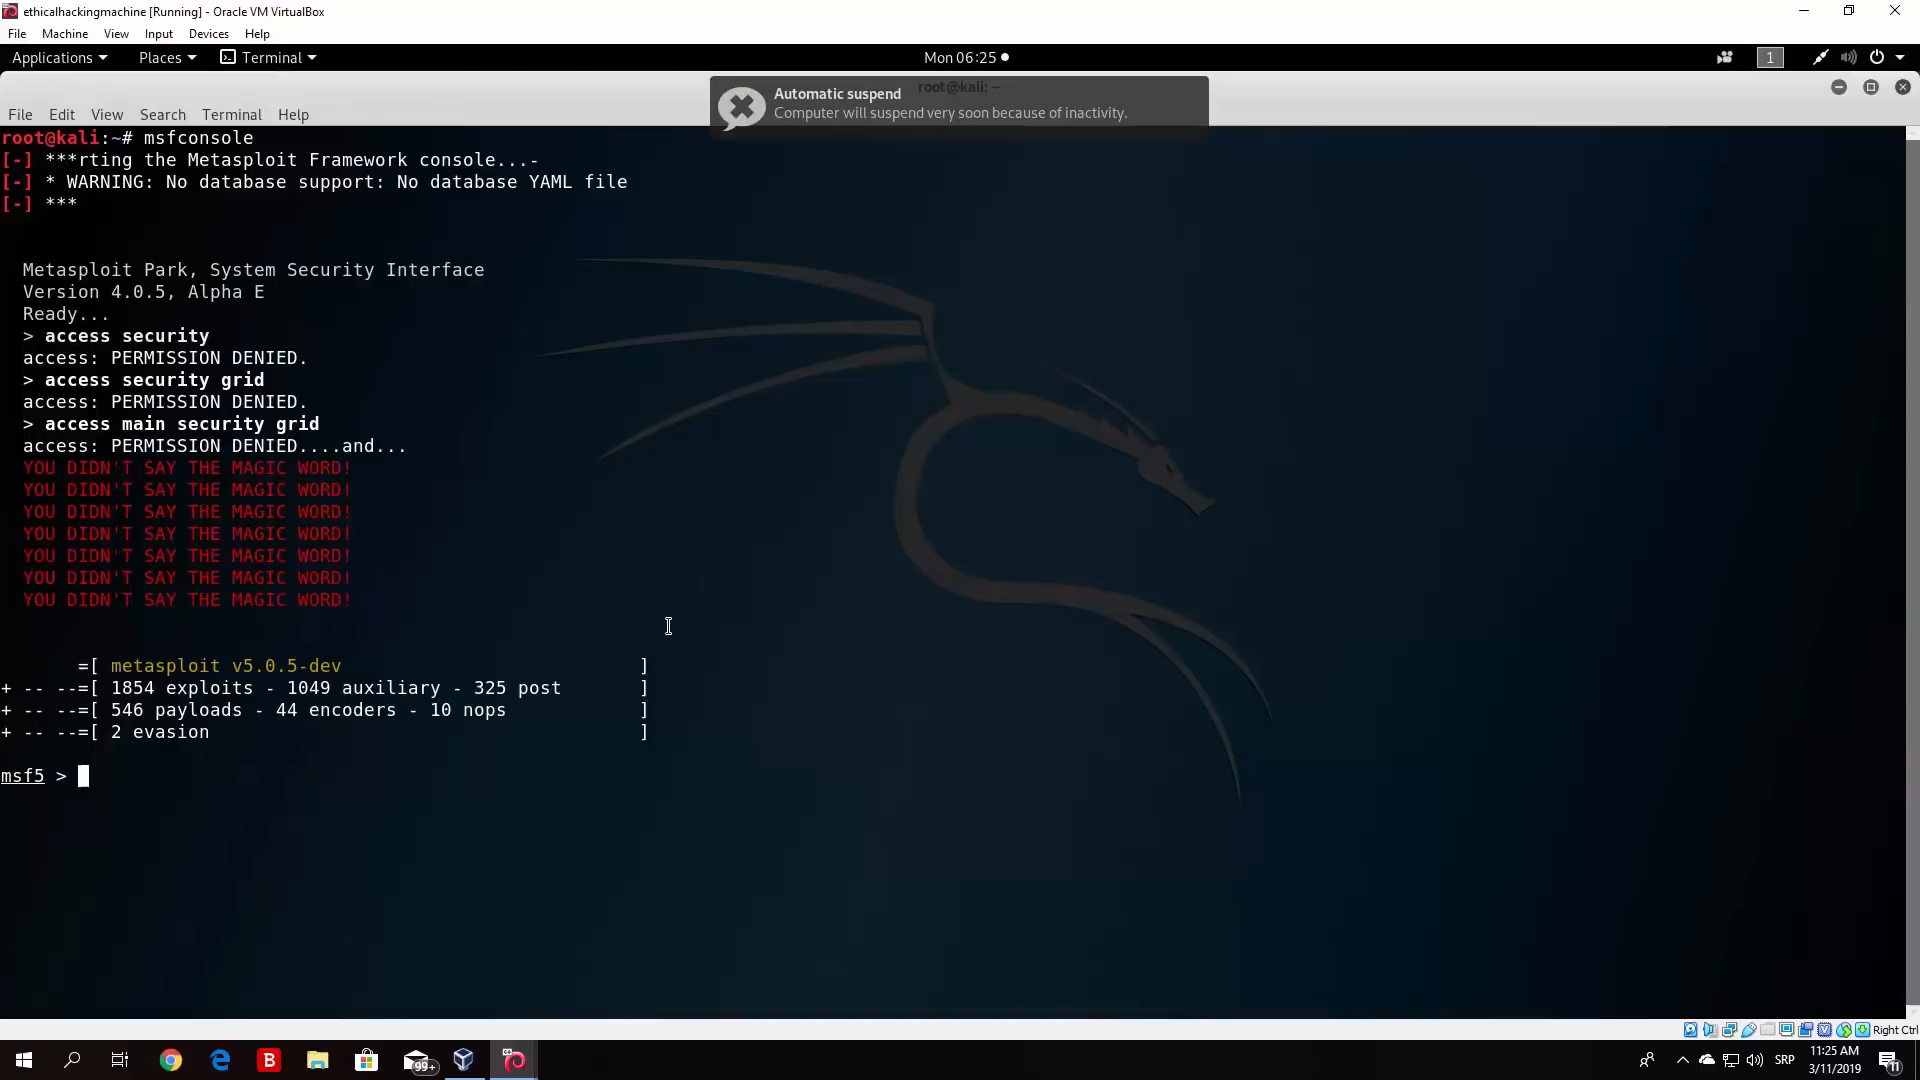 ethicalhackingmachine [Running] - Oracle VM VirtualBox
File Machine View Input Devices Help
Applications Places Terminal Mon 06:25 1
root@kali: ~
Automatic suspend
Computer will suspend very soon because of inactivity.
File Edit View Search Terminal Help
root@kali:~# msfconsole
[-] ***rting the Metasploit Framework console...-
[-] * WARNING: No database support: No database YAML file
[-] ***
Metasploit Park, System Security Interface
Version 4.0.5, Alpha E
Ready...
> access security
access: PERMISSION DENIED.
> access security grid
access: PERMISSION DENIED.
> access main security grid
access: PERMISSION DENIED....and...
YOU DIDN'T SAY THE MAGIC WORD!
YOU DIDN'T SAY THE MAGIC WORD!
YOU DIDN'T SAY THE MAGIC WORD!
YOU DIDN'T SAY THE MAGIC WORD!
YOU DIDN'T SAY THE MAGIC WORD!
YOU DIDN'T SAY THE MAGIC WORD!
YOU DIDN'T SAY THE MAGIC WORD!
=[ metasploit v5.0.5-dev ]
+ -- --=[ 1854 exploits - 1049 auxiliary - 325 post ]
+ -- --=[ 546 payloads - 44 encoders - 10 nops ]
+ -- --=[ 2 evasion ]
msf5 >
Right Ctrl
B 99+ SRP 11:25 AM
3/11/2019 11